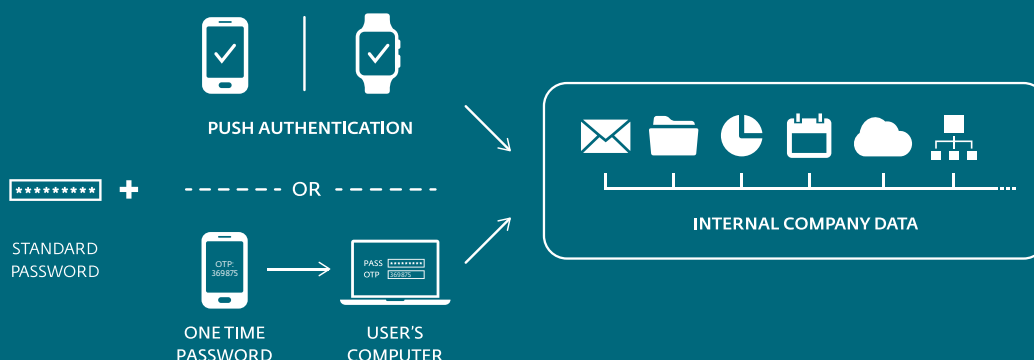 PUSH AUTHENTICATION
*********
OR
STANDARD
PASSWORD
OTP:
369875
PASS *********
OTP 369875
ONE TIME
PASSWORD
USER'S
COMPUTER
INTERNAL COMPANY DATA